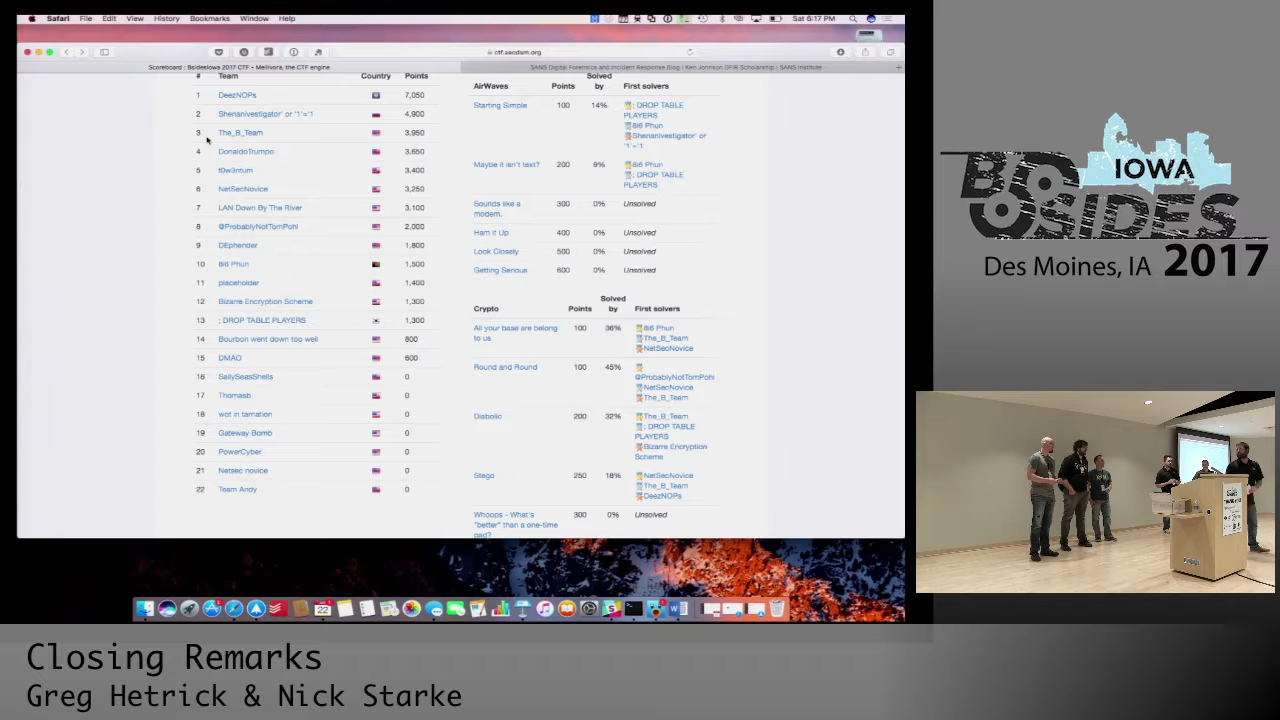 Safari File Edit View History Bookmarks Window Help
Sat 6:17 PM
ctf.secdsm.org
Scoreboard : BsidesIowa 2017 CTF - Mellivora, the CTF engine
SANS Digital Forensics and Incident Response Blog | Ken Johnson DFIR Scholarship | SANS Institute
# Team Country Points
1 DeezNOPs 7,050
2 Shenanivestigator' or '1'='1 4,900
3 The_B_Team 3,950
4 DonaldoTrumpo 3,650
5 t0w3ntum 3,400
6 NetSecNovice 3,250
7 LAN Down By The River 3,100
8 @ProbablyNotTomPohl 2,000
9 DEphender 1,800
10 8i6 Phun 1,500
11 placeholder 1,400
12 Bizarre Encryption Scheme 1,300
13 ; DROP TABLE PLAYERS 1,300
14 Bourbon went down too well 800
15 DMAO 600
16 SallySeasShells 0
17 Thomasb 0
18 wot in tarnation 0
19 Gateway Bomb 0
20 PowerCyber 0
21 Netsec novice 0
22 Team Andy 0
AirWaves Points Solved by First solvers
Starting Simple 100 14% ; DROP TABLE
PLAYERS
8i6 Phun
Shenanivestigator' or
'1'='1
Maybe it isn't text? 200 9% 8i6 Phun
; DROP TABLE
PLAYERS
Sounds like a
modem.
300 0% Unsolved
Ham it Up 400 0% Unsolved
Look Closely 500 0% Unsolved
Getting Serious 600 0% Unsolved
Crypto Points Solved by First solvers
All your base are belong
to us
100 36% 8i6 Phun
The_B_Team
NetSecNovice
Round and Round 100 45%
@ProbablyNotTomPohl
NetSecNovice
The_B_Team
Diabolic 200 32% The_B_Team
; DROP TABLE
PLAYERS
Bizarre Encryption
Scheme
Stego 250 18% NetSecNovice
The_B_Team
DeezNOPs
Whoops - What's
"better" than a one-time
pad?
300 0% Unsolved
BSIDES
IOWA
Des Moines, IA 2017
Closing Remarks
Greg Hetrick & Nick Starke